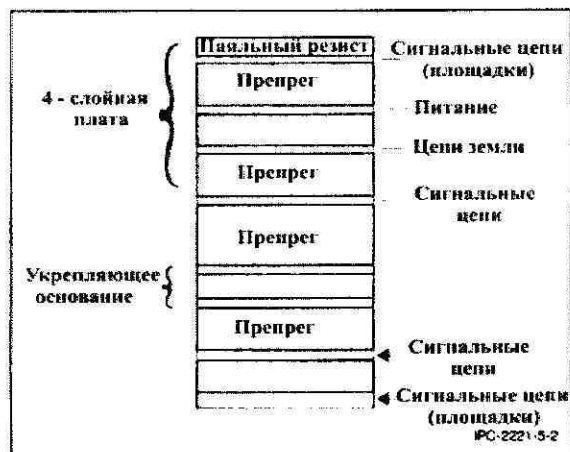 Паяльный резист
Сигнальные цепи
(площадки)
Препрег
4 - слойная
плата
Питание
Цепи земли
Препрег
Сигнальные
цепи
Препрег
Укрепляющее
основание
Препрег
Сигнальные
цепи
Сигнальные цепи
(площадки)
IPC-2221-5-2